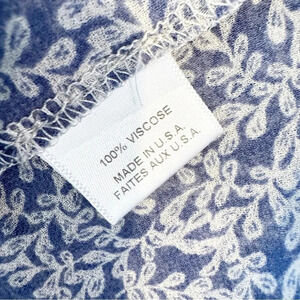 100% VISCOSE
MADE IN U.S.A.
FAITES AUX U.S.A.